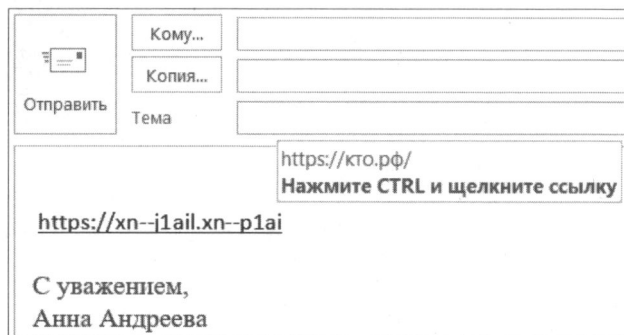 Кому...
Копия...
Отправить
Тема
https://кто.рф/
Нажмите CTRL и щелкните ссылку
https://xn--j1ail.xn--p1ai
С уважением,
Анна Андреева